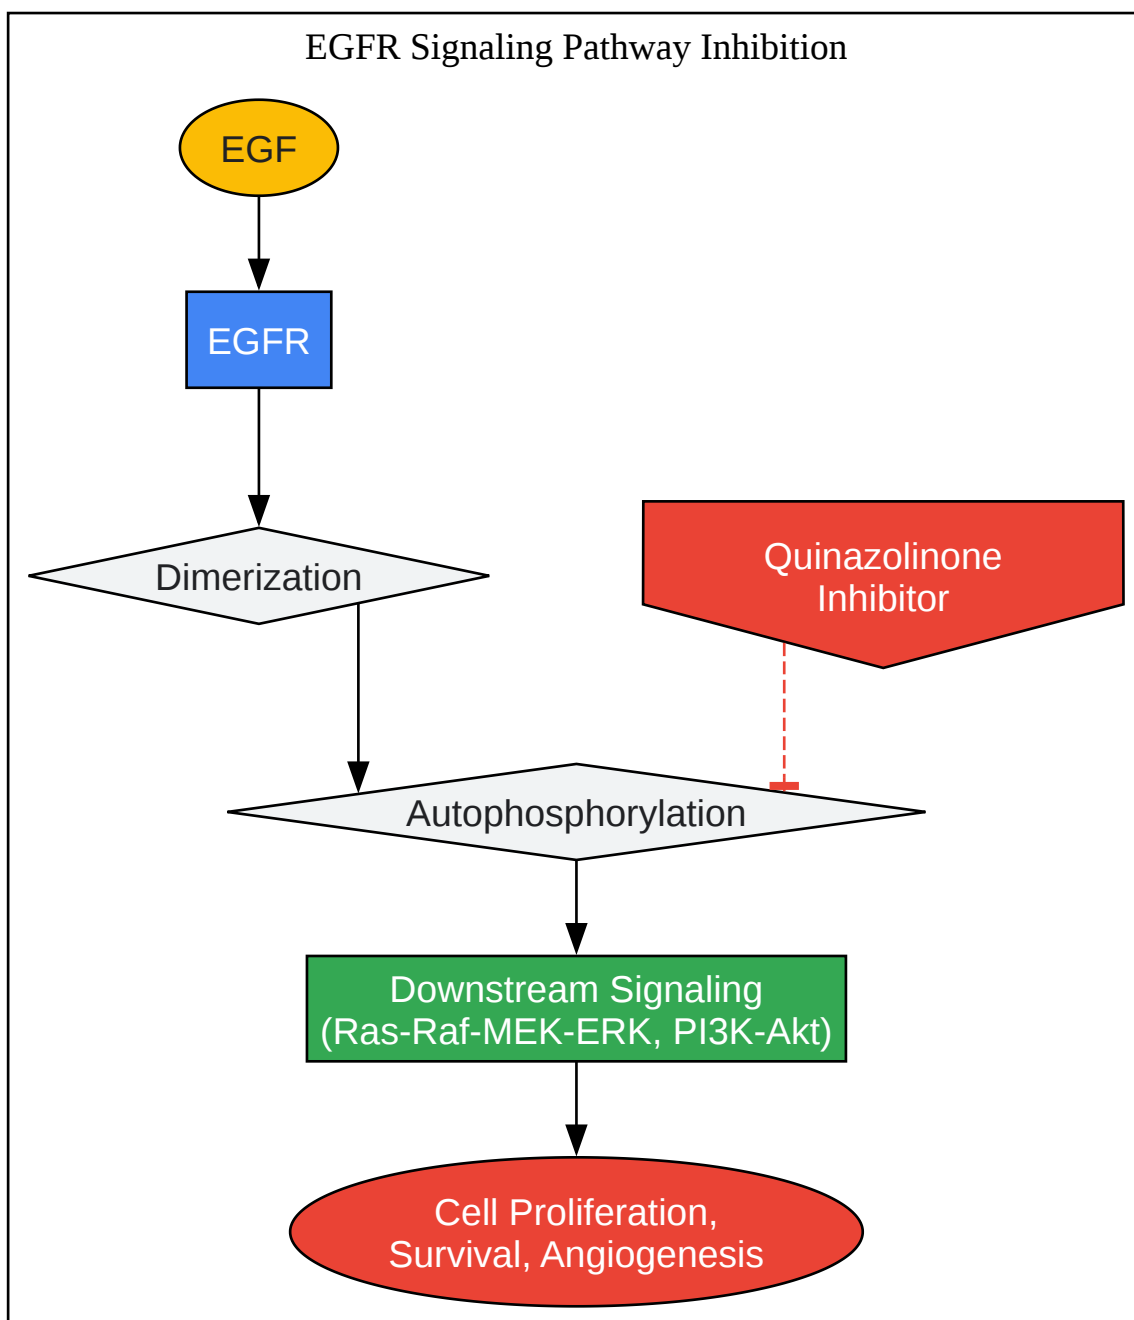 EGFR Signaling Pathway Inhibition
EGF
EGFR
Dimerization
Quinazolinone
Inhibitor
Autophosphorylation
Downstream Signaling
(Ras-Raf-MEK-ERK, PI3K-Akt)
Cell Proliferation,
Survival, Angiogenesis